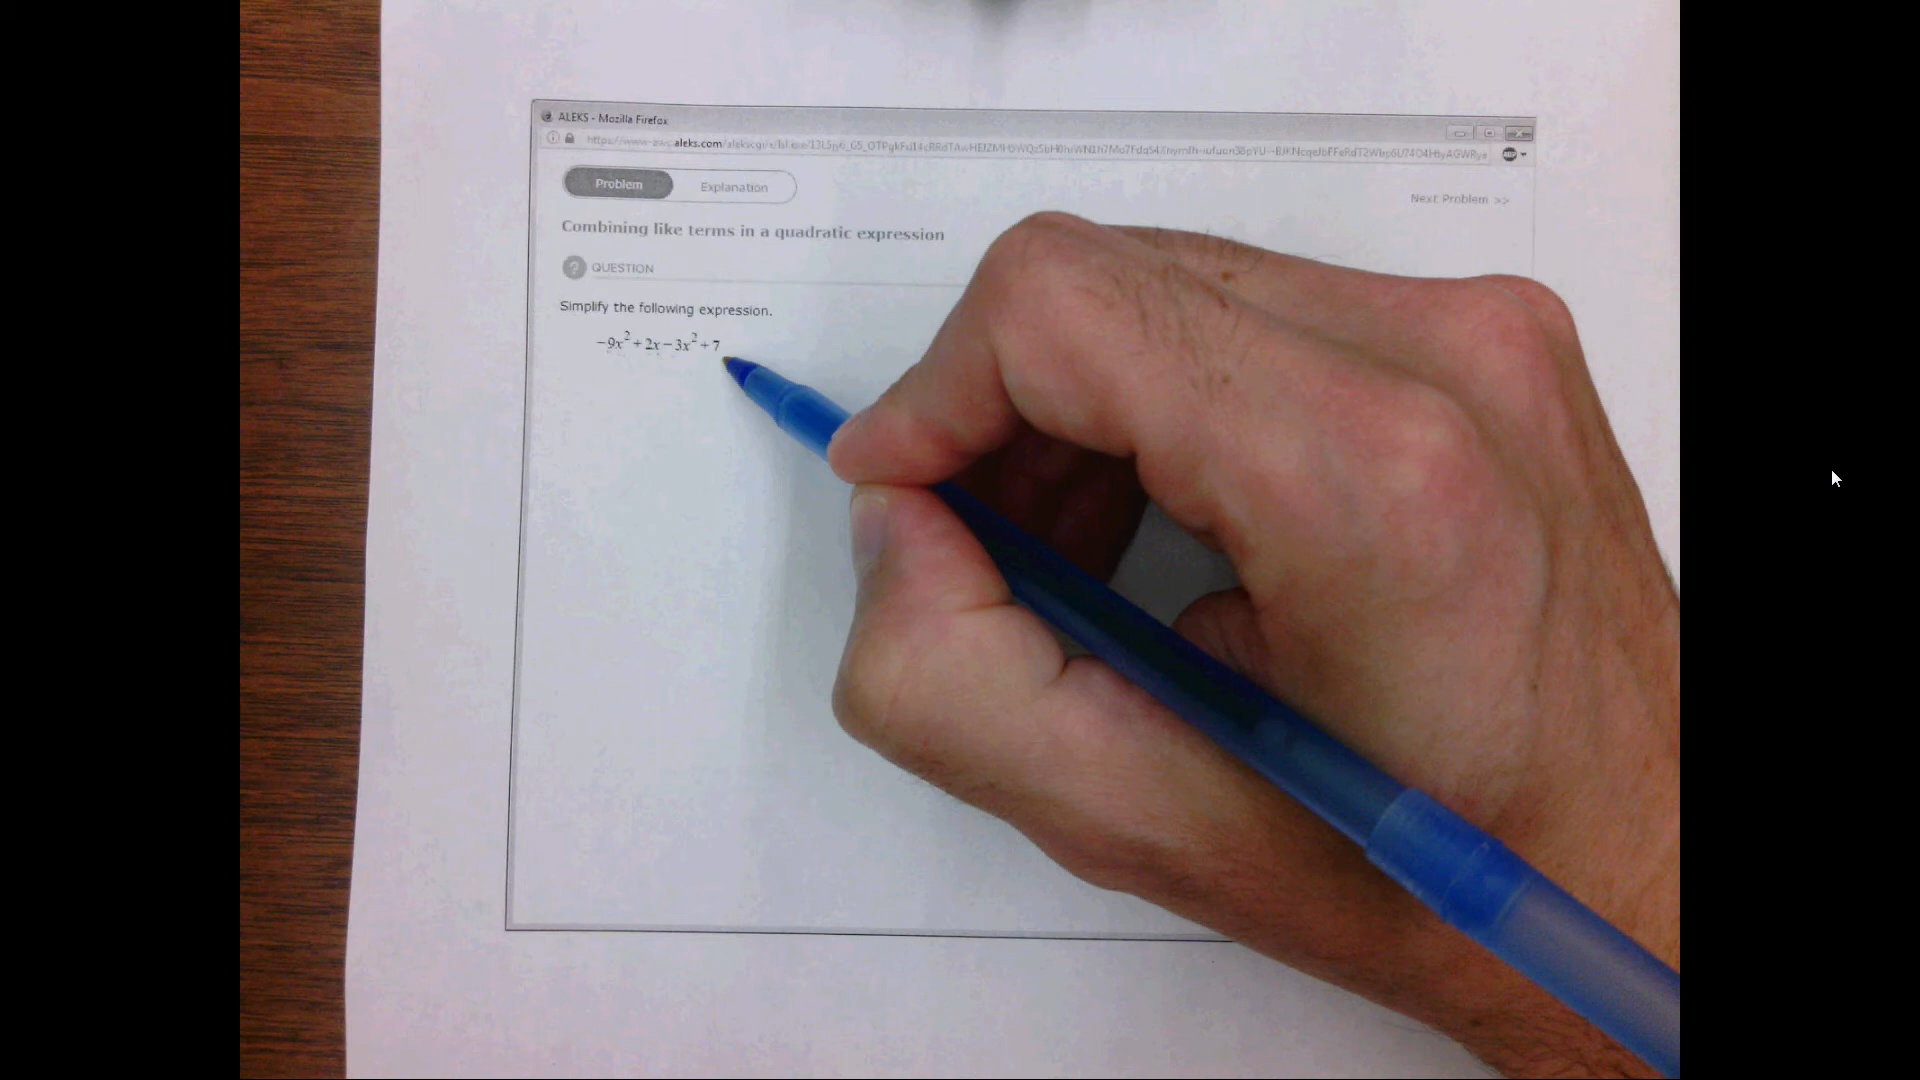 ALEKS - Mozilla Firefox
aleks.com
Problem Explanation
Next Problem >>
Combining like terms in a quadratic expression
? QUESTION
Simplify the following expression.
−9x²+2x−3x²+7